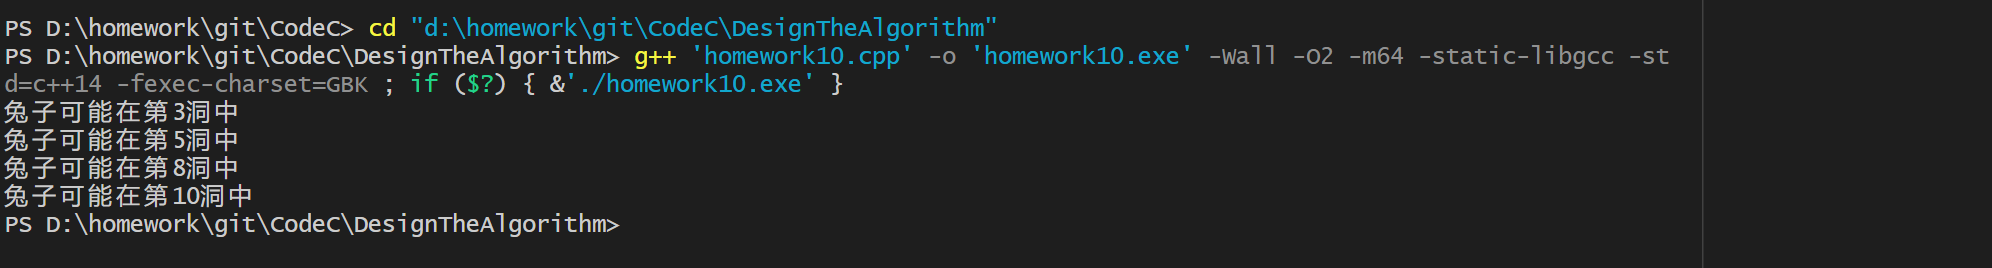 PS D:\homework\git\CodeC> cd "d:\homework\git\CodeC\DesignTheAlgorithm"
PS D:\homework\git\CodeC\DesignTheAlgorithm> g++ 'homework10.cpp' -o 'homework10.exe' -Wall -O2 -m64 -static-libgcc -st
d=c++14 -fexec-charset=GBK ; if ($?) { &'./homework10.exe' }
兔子可能在第3洞中
兔子可能在第5洞中
兔子可能在第8洞中
兔子可能在第10洞中
PS D:\homework\git\CodeC\DesignTheAlgorithm>